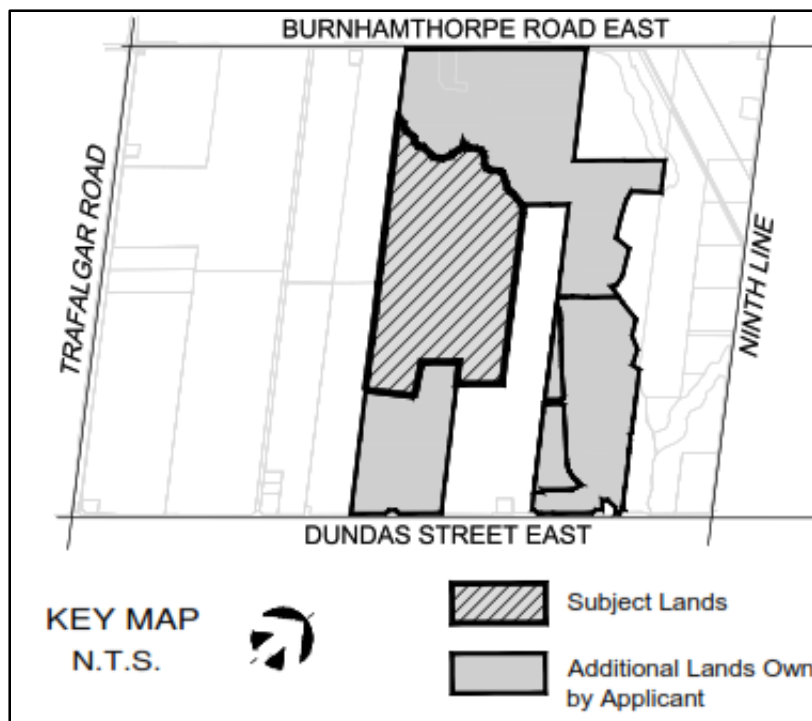 BURNHAMTHORPE ROAD EAST
TRAFALGAR ROAD
NINTH LINE
DUNDAS STREET EAST
KEY MAP
N.T.S.
Subject Lands
Additional Lands Own
by Applicant